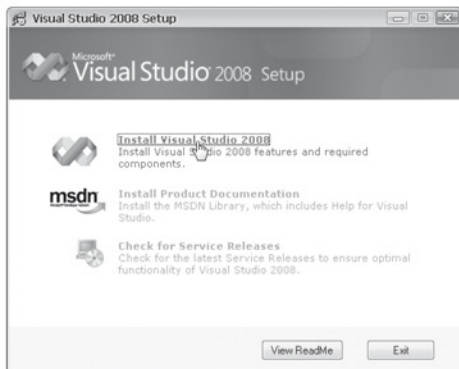 Visual Studio 2008 Setup
Microsoft®
Visual Studio® 2008 Setup
Install Visual Studio 2008
Install Visual Studio 2008 features and required
components.
msdn
Install Product Documentation
Install the MSDN Library, which includes Help for Visual
Studio.
Check for Service Releases
Check for the latest Service Releases to ensure optimal
functionality of Visual Studio 2008.
View ReadMe
Exit